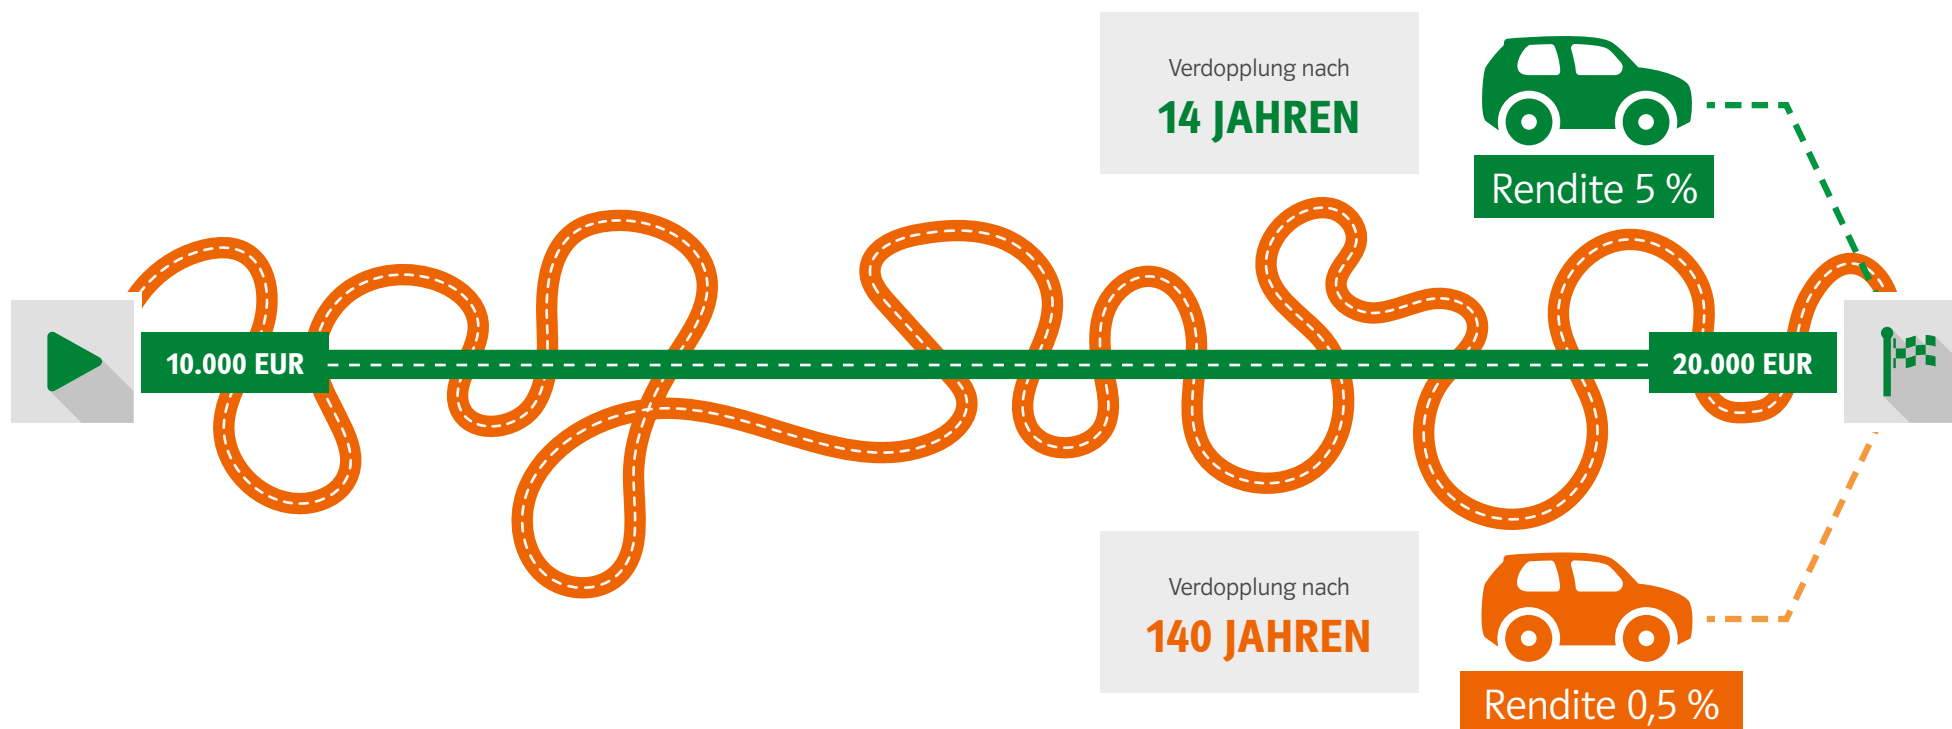 Verdopplung nach
14 JAHREN
Rendite 5 %
10.000 EUR
20.000 EUR
Verdopplung nach
140 JAHREN
Rendite 0,5 %